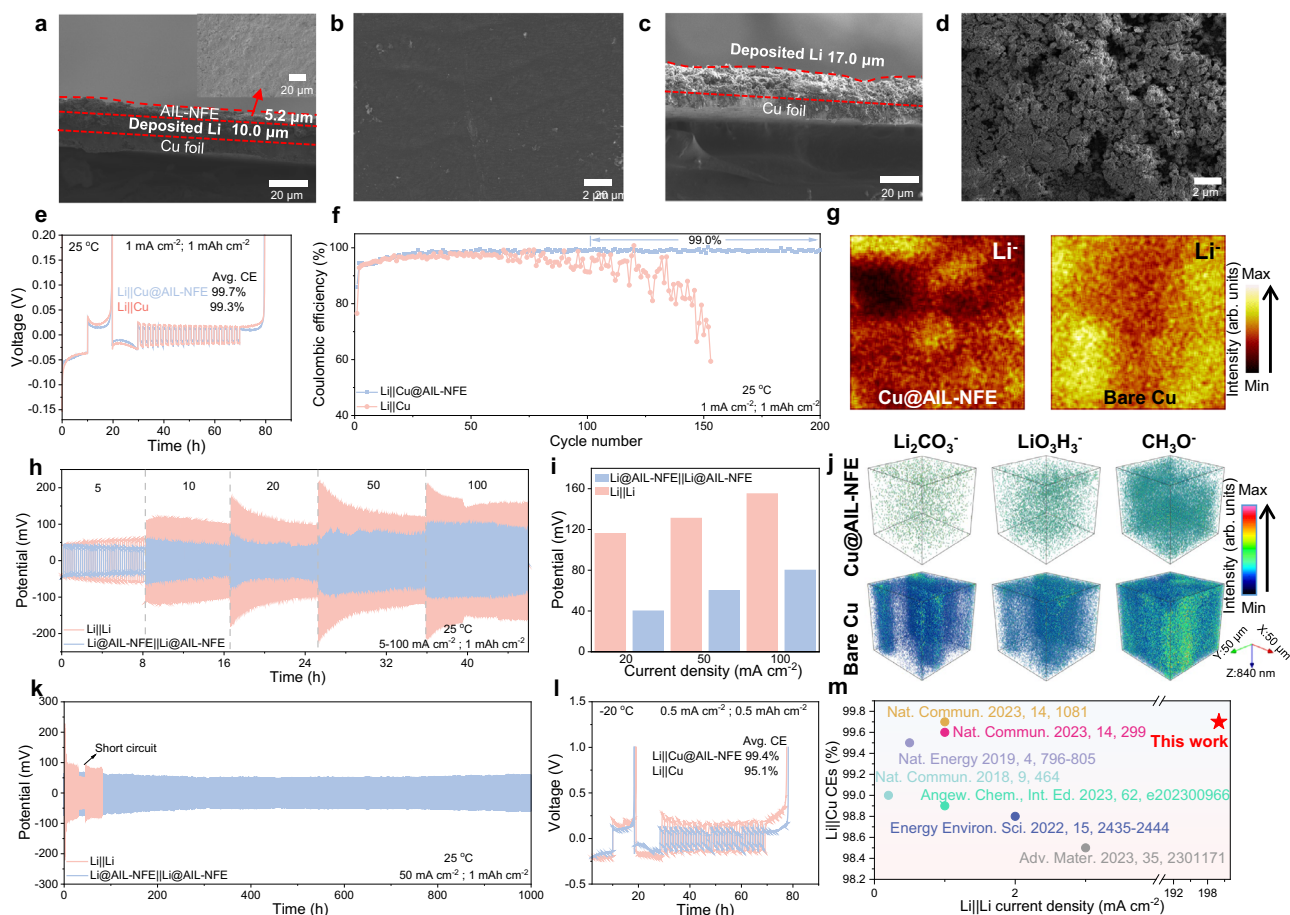 a
20 µm
AIL-NFE
5.2 µm
Deposited Li 10.0 µm
Cu foil
20 µm
b
c
Deposited Li 17.0 µm
Cu foil
20 µm
d
2 µm
e
25 °C
1 mA cm⁻²; 1 mAh cm⁻²
Avg. CE
Li||Cu@AIL-NFE 99.7%
Li||Cu 99.3%
Voltage (V)
0.20
0.15
0.10
0.05
0.00
-0.05
-0.10
-0.15
0 20 40 60 80
Time (h)
f
99.0%
Coulombic efficiency (%)
100
80
60
40
Li||Cu@AIL-NFE
Li||Cu
25 °C
1 mA cm⁻²; 1 mAh cm⁻²
0 50 100 150 200
Cycle number
g
Li⁻
Cu@AIL-NFE
Li⁻
Bare Cu
Intensity (arb. units)
Max
Min
h
5 10 20 50 100
Potential (mV)
200
100
0
-100
-200
Li||Li
Li@AIL-NFE||Li@AIL-NFE
25 °C
5-100 mA cm⁻² ; 1 mAh cm⁻²
0 8 16 24 32 40
Time (h)
i
Li@AIL-NFE||Li@AIL-NFE
Li||Li
Potential (mV)
160
120
80
40
0
20 50 100
Current density (mA cm⁻²)
j
Li₂CO₃⁻ LiO₃H₃⁻ CH₃O⁻
Cu@AIL-NFE
Bare Cu
Max
Min
Intensity (arb. units)
X:50 µm
Y:50 µm
Z:840 nm
k
Short circuit
Potential (mV)
300
200
100
0
-100
-200
-300
Li||Li
Li@AIL-NFE||Li@AIL-NFE
25 °C
50 mA cm⁻² ; 1 mAh cm⁻²
0 200 400 600 800 1000
Time (h)
l
-20 °C
0.5 mA cm⁻² ; 0.5 mAh cm⁻²
Avg. CE
Li||Cu@AIL-NFE 99.4%
Li||Cu 95.1%
Voltage (V)
1.5
1.0
0.5
0.0
-0.5
0 20 40 60 80
Time (h)
m
Li||Cu CEs (%)
99.8
99.6
99.4
99.2
99.0
98.8
98.6
98.4
98.2
Nat. Commun. 2023, 14, 1081
Nat. Commun. 2023, 14, 299
This work
Nat. Energy 2019, 4, 796-805
Nat. Commun. 2018, 9, 464
Angew. Chem., Int. Ed. 2023, 62, e202300966
Energy Environ. Sci. 2022, 15, 2435-2444
Adv. Mater. 2023, 35, 2301171
2 192 198
Li||Li current density (mA cm⁻²)